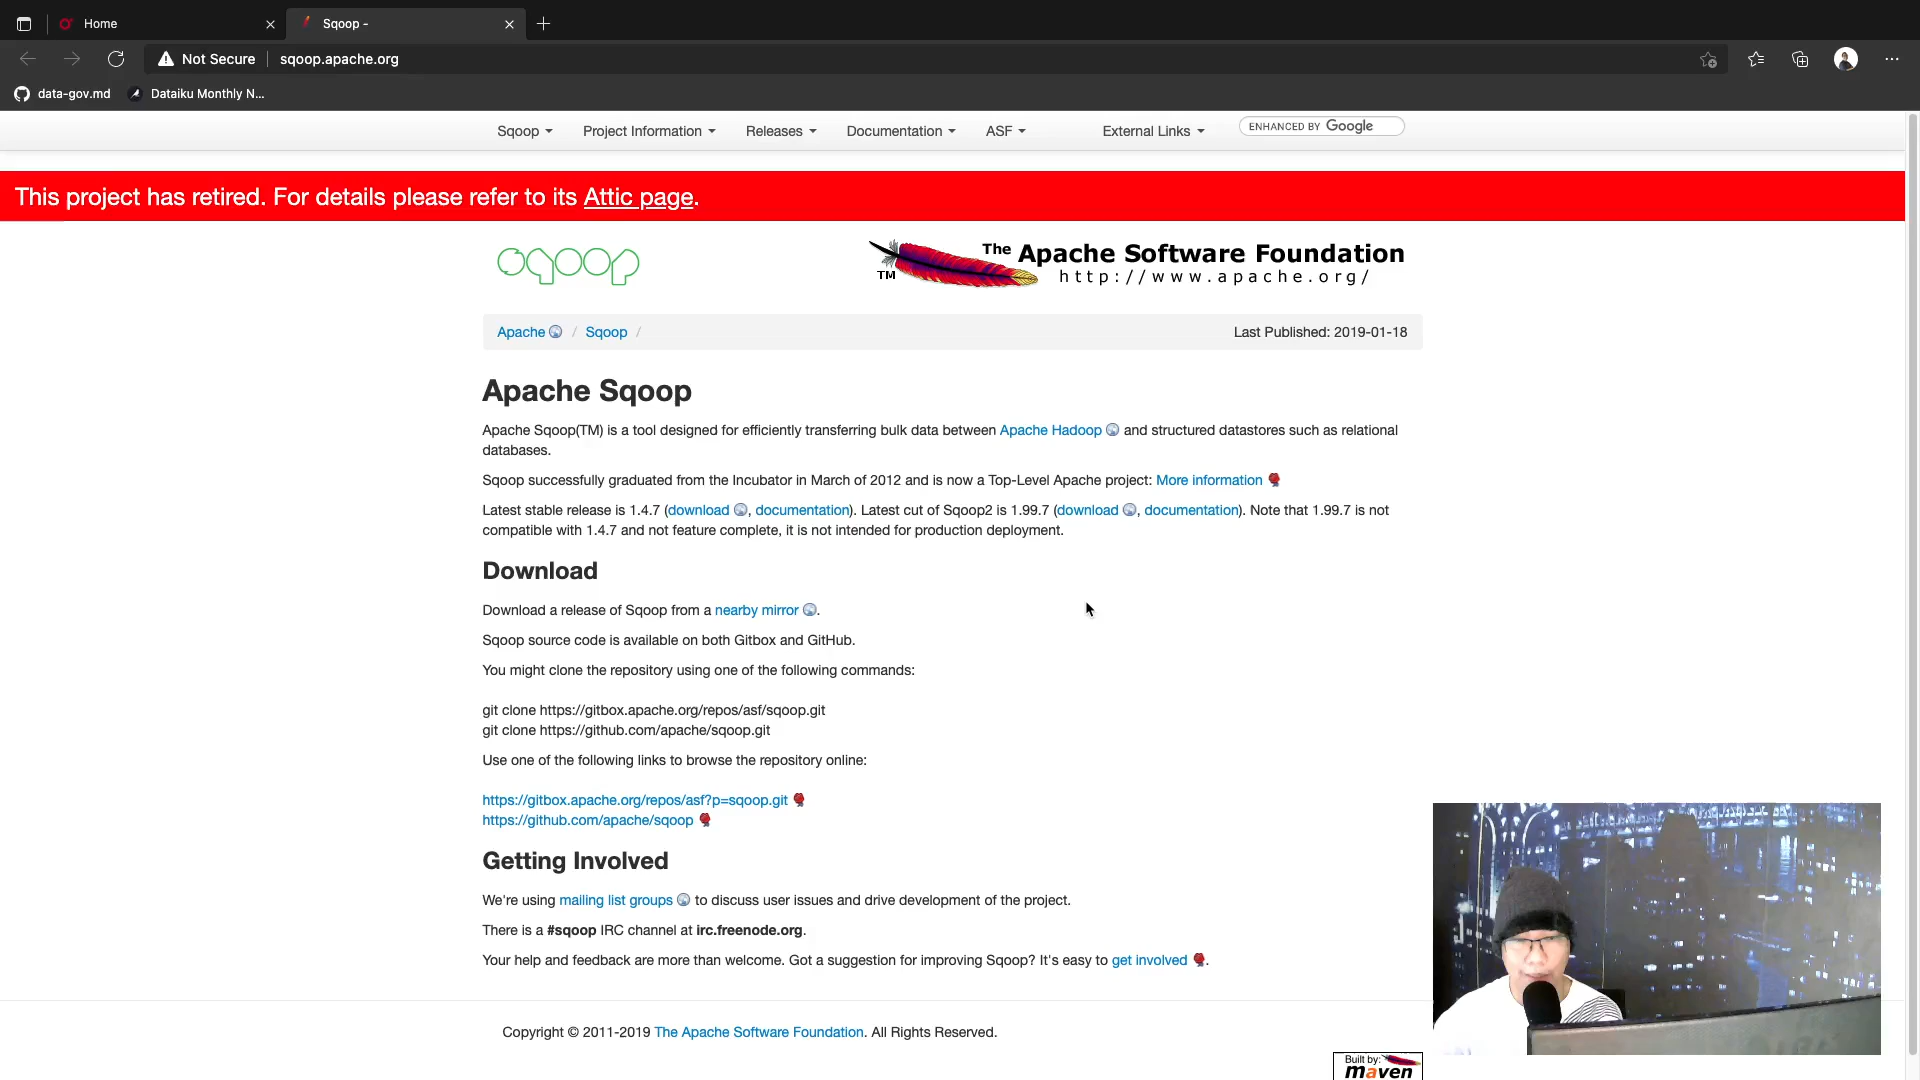 Home
Sqoop -
Not Secure
sqoop.apache.org
data-gov.md
Dataiku Monthly N...
Sqoop
Project Information
Releases
Documentation
ASF
External Links
ENHANCED BY Google
This project has retired. For details please refer to its Attic page.
sqoop
The Apache Software Foundation
TM
http://www.apache.org/
Apache / Sqoop /
Last Published: 2019-01-18
Apache Sqoop
Apache Sqoop(TM) is a tool designed for efficiently transferring bulk data between Apache Hadoop and structured datastores such as relational
databases.
Sqoop successfully graduated from the Incubator in March of 2012 and is now a Top-Level Apache project: More information
Latest stable release is 1.4.7 (download , documentation). Latest cut of Sqoop2 is 1.99.7 (download , documentation). Note that 1.99.7 is not
compatible with 1.4.7 and not feature complete, it is not intended for production deployment.
Download
Download a release of Sqoop from a nearby mirror .
Sqoop source code is available on both Gitbox and GitHub.
You might clone the repository using one of the following commands:
git clone https://gitbox.apache.org/repos/asf/sqoop.git
git clone https://github.com/apache/sqoop.git
Use one of the following links to browse the repository online:
https://gitbox.apache.org/repos/asf?p=sqoop.git
https://github.com/apache/sqoop
Getting Involved
We're using mailing list groups to discuss user issues and drive development of the project.
There is a #sqoop IRC channel at irc.freenode.org.
Your help and feedback are more than welcome. Got a suggestion for improving Sqoop? It's easy to get involved .
Copyright © 2011-2019 The Apache Software Foundation. All Rights Reserved.
Built by:
maven